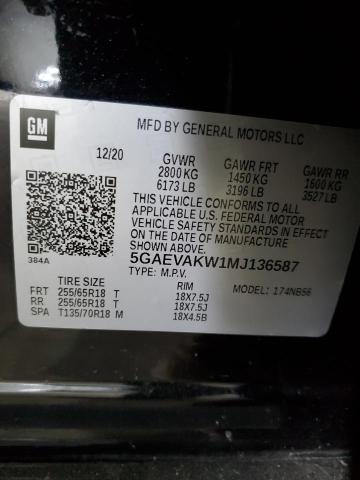 GM
MFD BY GENERAL MOTORS LLC
12/20 GVWR GAWR FRT GAWR RR
2800 KG 1450 KG 1600 KG
6173 LB 3196 LB 3527 LB
THIS VEHICLE CONFORMS TO ALL
APPLICABLE U.S. FEDERAL MOTOR
VEHICLE SAFETY STANDARDS IN EFFECT
ON THE DATE OF MANUFACTURE
SHOWN ABOVE.
384A 5GAEVAKW1MJ136587
TYPE: M.P.V. MODEL: 174NB56
TIRE SIZE RIM
FRT 255/65R18 T 18X7.5J
RR 255/65R18 T 18X7.5J
SPA T135/70R18 M 18X4.5B